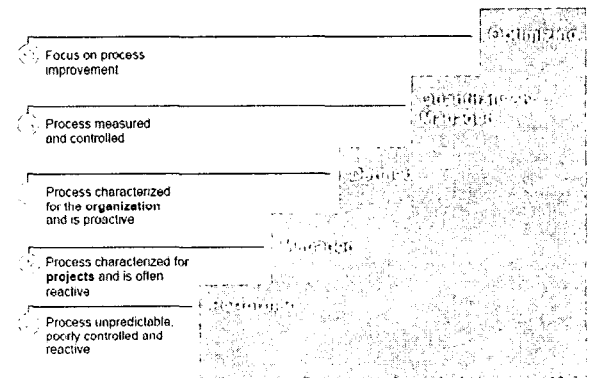 Focus on process
improvement
Process measured
and controlled
Process characterized
for the organization
and is proactive
Process characterized for
projects and is often
reactive
Process unpredictable,
poorly controlled and
reactive